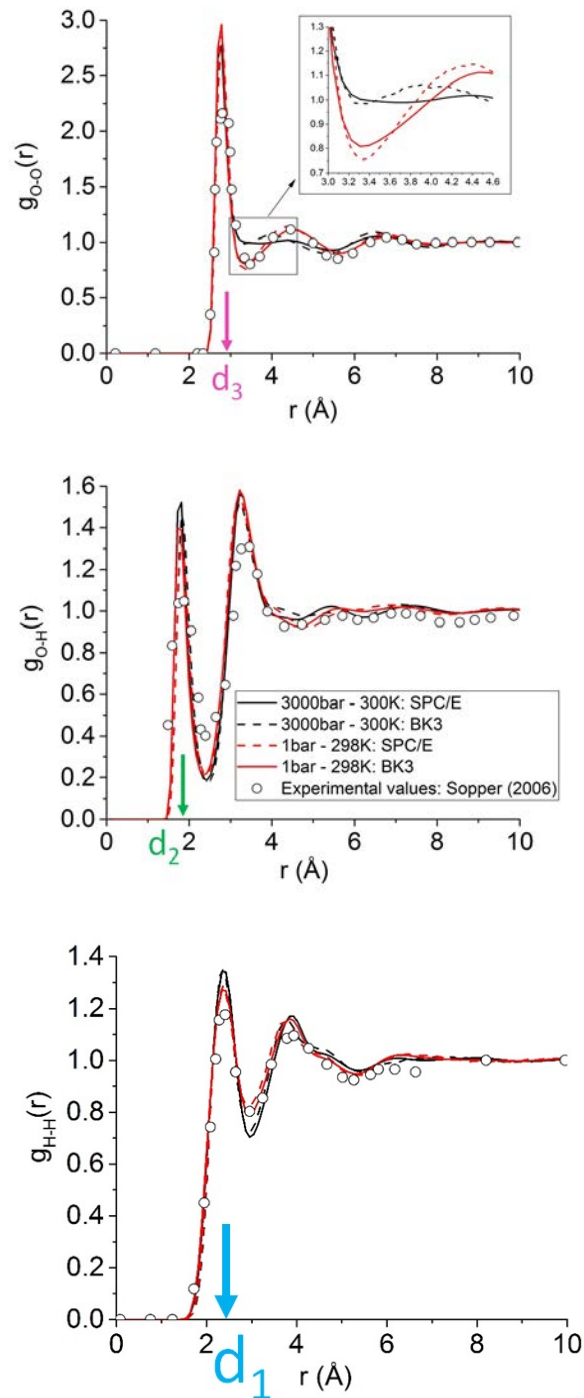 3.0
2.5
2.0
1.5
1.0
0.5
0.0
gO-O(r)
1.3
1.2
1.1
1.0
0.9
0.8
0.7
3.0 3.2 3.4 3.6 3.8 4.0 4.2 4.4 4.6
0 2 4 6 8 10
d3
r (Å)
1.6
1.4
1.2
1.0
0.8
0.6
0.4
0.2
0.0
gO-H(r)
3000bar - 300K: SPC/E
3000bar - 300K: BK3
1bar - 298K: SPC/E
1bar - 298K: BK3
Experimental values: Sopper (2006)
0 2 4 6 8 10
d2
r (Å)
1.4
1.2
1.0
0.8
0.6
0.4
0.2
0.0
gH-H(r)
0 2 4 6 8 10
d1
r (Å)